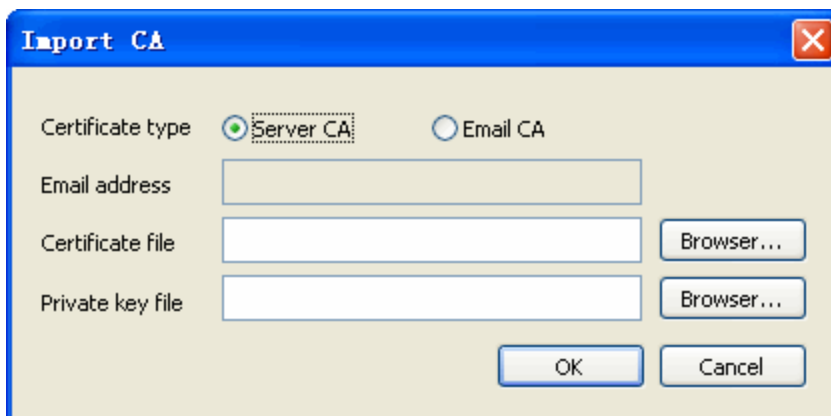 Import CA
Certificate type Server CA Email CA
Email address
Certificate file Browser...
Private key file Browser...
OK Cancel